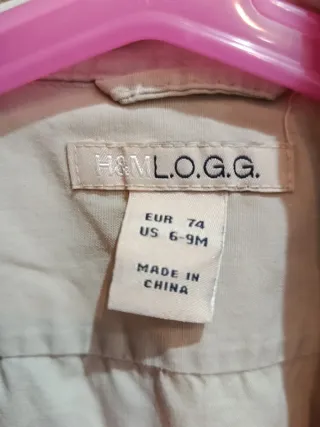 H&M L.O.G.G.
EUR 74
US 6-9M
MADE IN
CHINA